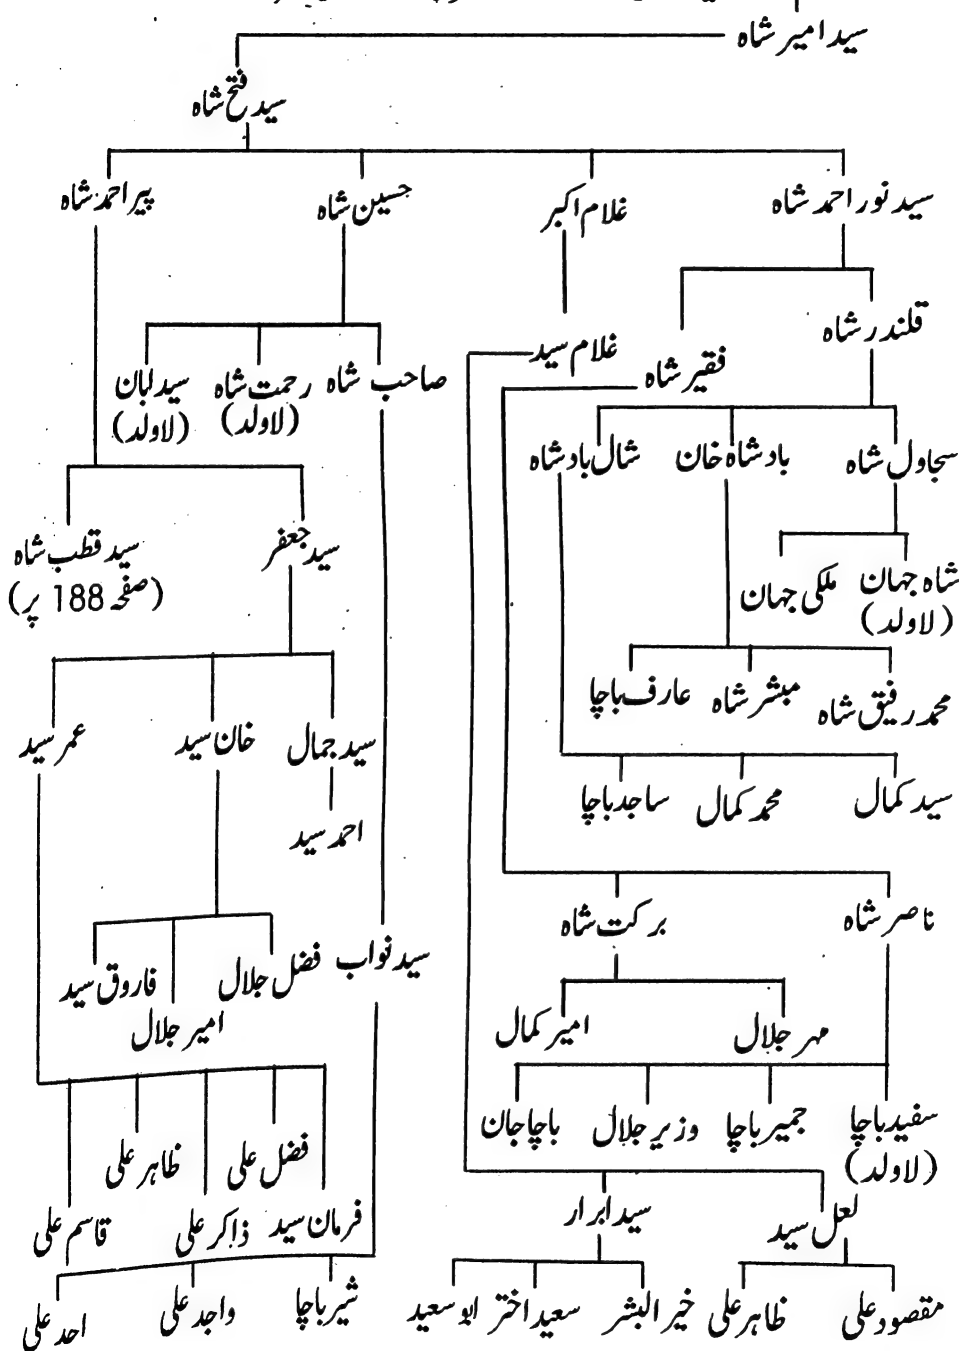 سید امیر شاہ
سید فتح شاہ
سید نور احمد شاہ
غلام اکبر
حسین شاہ
پیر احمد شاہ
قلندر شاہ
فقیر شاہ
غلام سید
صاحب شاہ
رحمت شاہ
(لاولد)
سید لبان
(لاولد)
سجاول شاہ
بادشاہ خان
شال بادشاہ
سید جعفر
سید قطب شاہ
(صفحہ 188 پر)
شاہ جہان
(لاولد)
ملکی جہان
محمد رفیق شاہ
مبشر شاہ
عارف باچا
سید جمال
خان سید
عمر سید
سید کمال
محمد کمال
ساجد باچا
احمد سید
ناصر شاہ
برکت شاہ
سید نواب
فضل جلال
امیر جلال
فاروق سید
مہر جلال
امیر کمال
سفید باچا
(لاولد)
جمیر باچا
وزیر جلال
باچا جان
فضل علی
ظاہر علی
فرمان سید
ذاکر علی
قاسم علی
لعل سید
سید ابرار
مقصود علی
ظاہر علی
خیر البشر
سعید اختر
ابو سعید
شیر باچا
واجد علی
احد علی